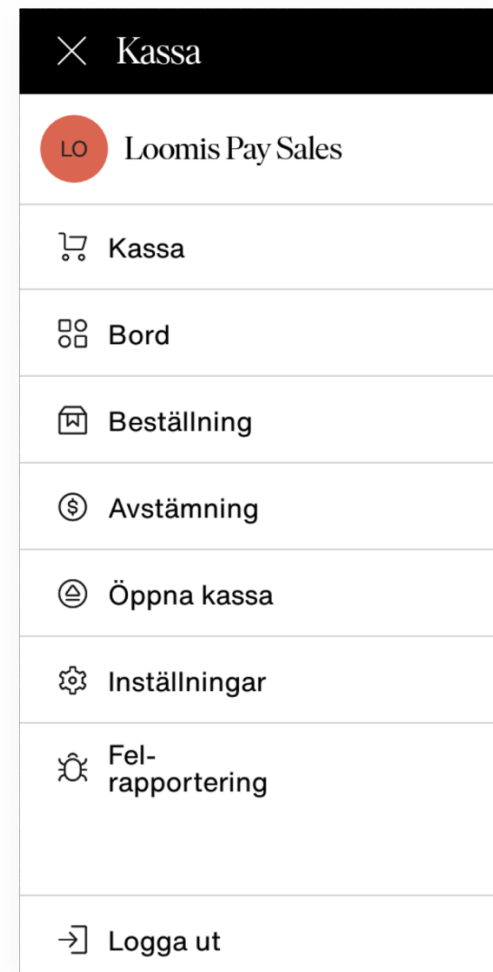 Kassa
LO Loomis Pay Sales
Kassa
Bord
Beställning
Avstämning
Öppna kassa
Inställningar
Fel-
rapportering
Logga ut